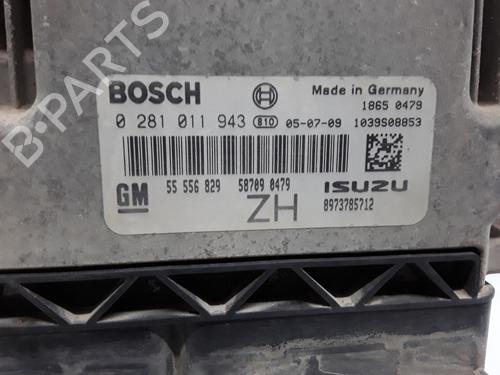 B-PARTS
BOSCH Made in Germany
1865 0479
0 281 011 943 810 05-07-09 1039S08853
GM 55 556 829 58709 0479 ISUZU
ZH 8973785712